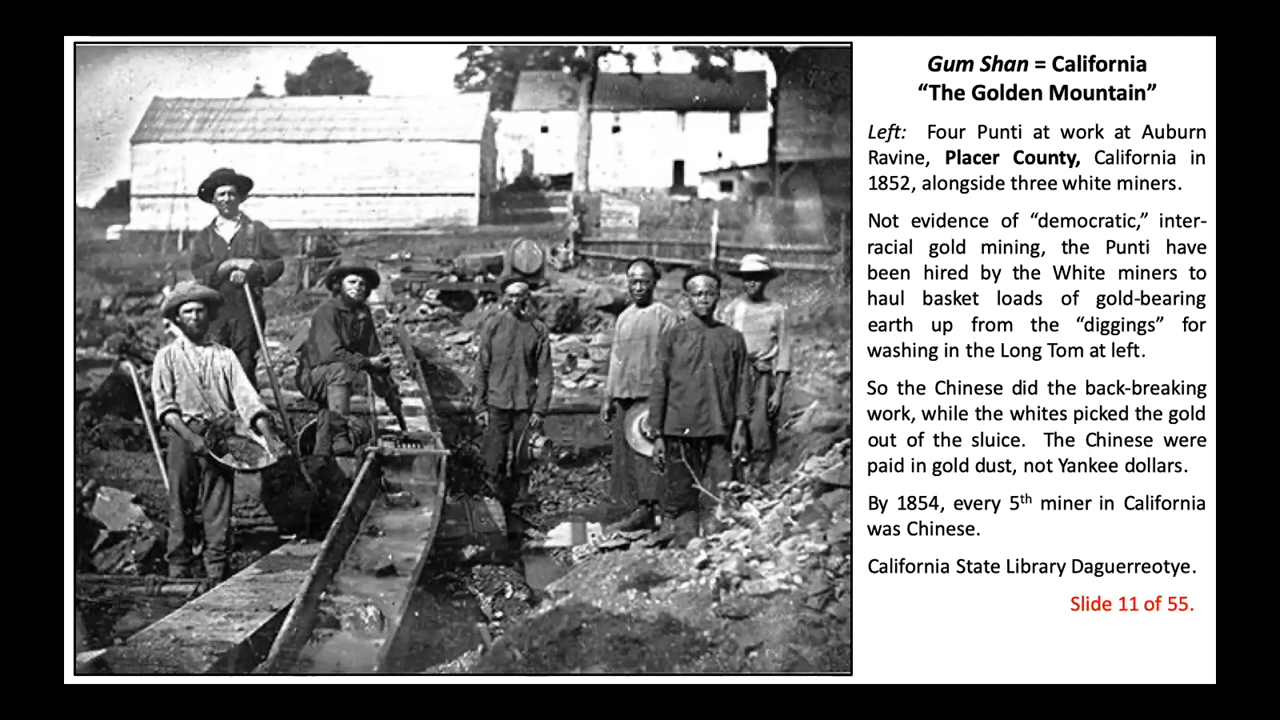 Gum Shan = California
“The Golden Mountain”
Left: Four Punti at work at Auburn
Ravine, Placer County, California in
1852, alongside three white miners.
Not evidence of “democratic,” inter-
racial gold mining, the Punti have
been hired by the White miners to
haul basket loads of gold-bearing
earth up from the “diggings” for
washing in the Long Tom at left.
So the Chinese did the back-breaking
work, while the whites picked the gold
out of the sluice. The Chinese were
paid in gold dust, not Yankee dollars.
By 1854, every 5th miner in California
was Chinese.
California State Library Daguerreotye.
Slide 11 of 55.